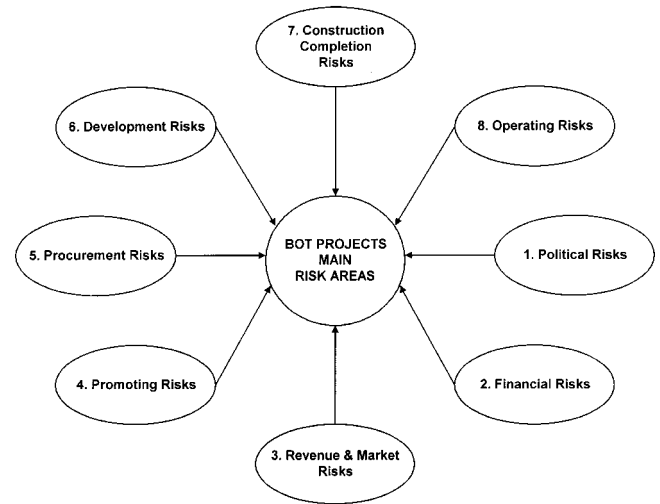 7. Construction
Completion
Risks
6. Development Risks
8. Operating Risks
BOT PROJECTS
MAIN
RISK AREAS
5. Procurement Risks
1. Political Risks
4. Promoting Risks
2. Financial Risks
3. Revenue & Market
Risks